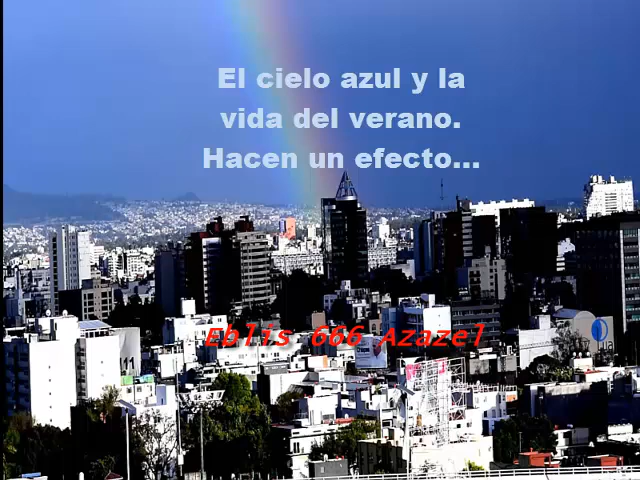 El cielo azul y la
vida del verano.
Hacen un efecto...
Eblis 666 Azazel